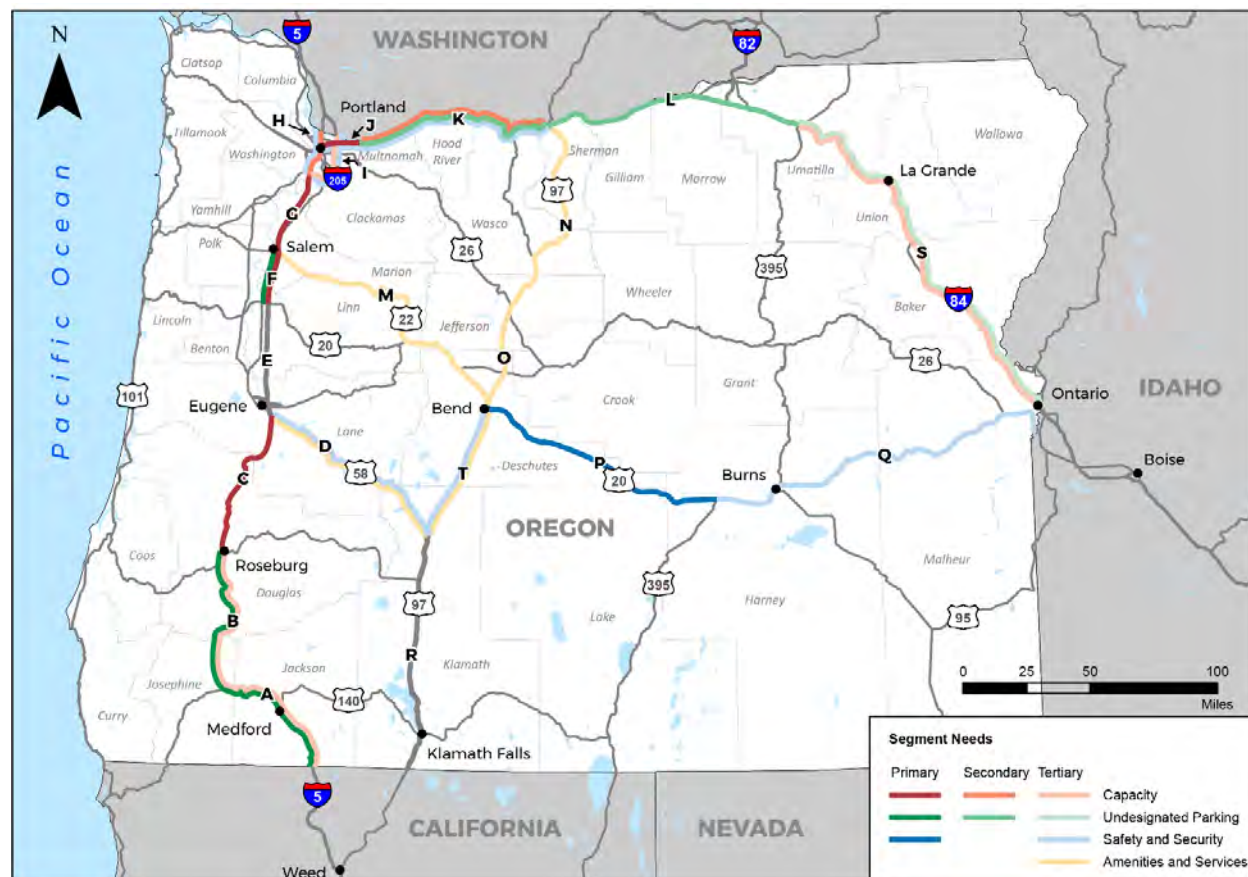 N
5
WASHINGTON
82
Clatsop
Columbia
Portland
H
J
K
L
Tillamook
Washington
Multnomah
Hood
River
Sherman
Gilliam
Morrow
Umatilla
Wallowa
I
205
La Grande
97
Yamhill
G
Clackamas
Wasco
N
Union
Polk
Salem
26
S
Marion
395
F
M
Wheeler
84
Linn
22
Jefferson
Baker
Lincoln
20
Benton
E
O
Grant
26
IDAHO
101
Pacific Ocean
Eugene
Bend
Crook
Ontario
Lane
D
58
T
Deschutes
P
20
Burns
Q
Boise
C
OREGON
Coos
Roseburg
Douglas
Malheur
97
395
Harney
95
B
Lake
R
Klamath
Jackson
Josephine
A
140
Curry
Medford
Klamath Falls
0 25 50 100
Miles
5
CALIFORNIA
NEVADA
Weed
Segment Needs
Primary Secondary Tertiary
Capacity
Undesignated Parking
Safety and Security
Amenities and Services